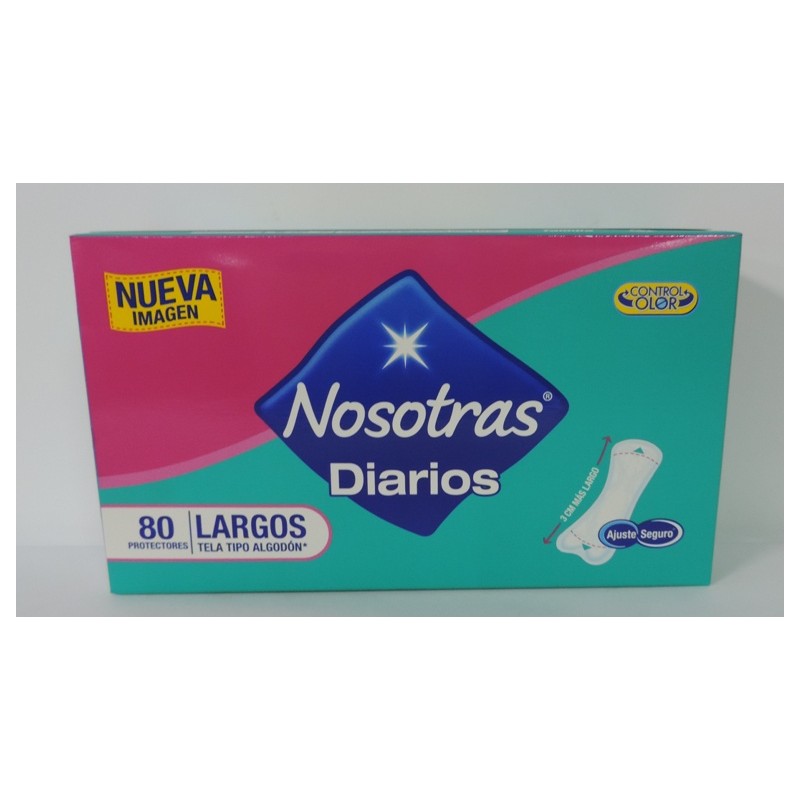 NUEVA
IMAGEN
CONTROL
OLOR
Nosotras®
Diarios
80
PROTECTORES
LARGOS
TELA TIPO ALGODÓN*
3 CM MÁS LARGO
Ajuste Seguro